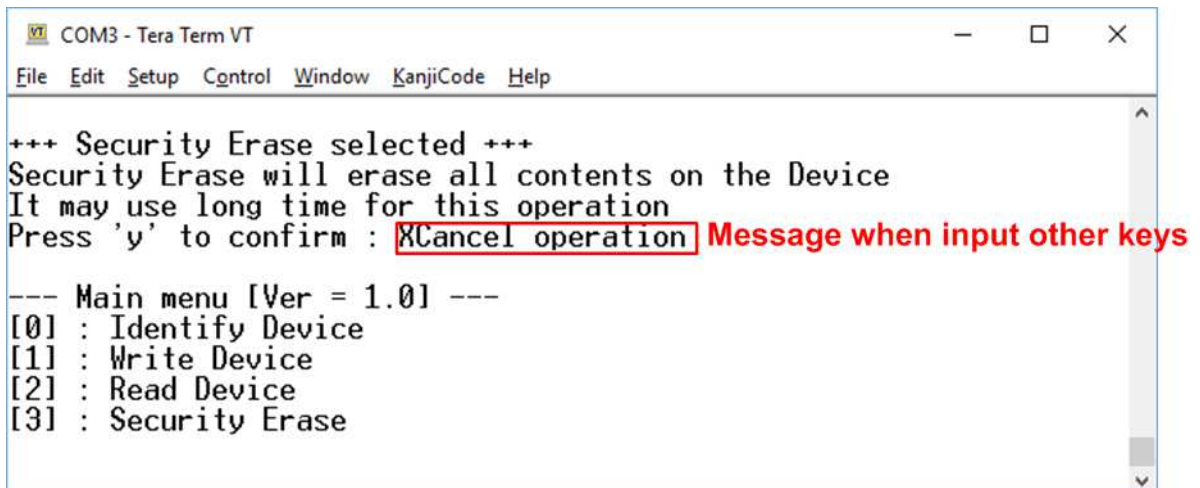 COM3 - Tera Term VT
File Edit Setup Control Window KanjiCode Help
+++ Security Erase selected +++
Security Erase will erase all contents on the Device
It may use long time for this operation
Press 'y' to confirm : XCancel operation Message when input other keys
--- Main menu [Ver = 1.0] ---
[0] : Identify Device
[1] : Write Device
[2] : Read Device
[3] : Security Erase